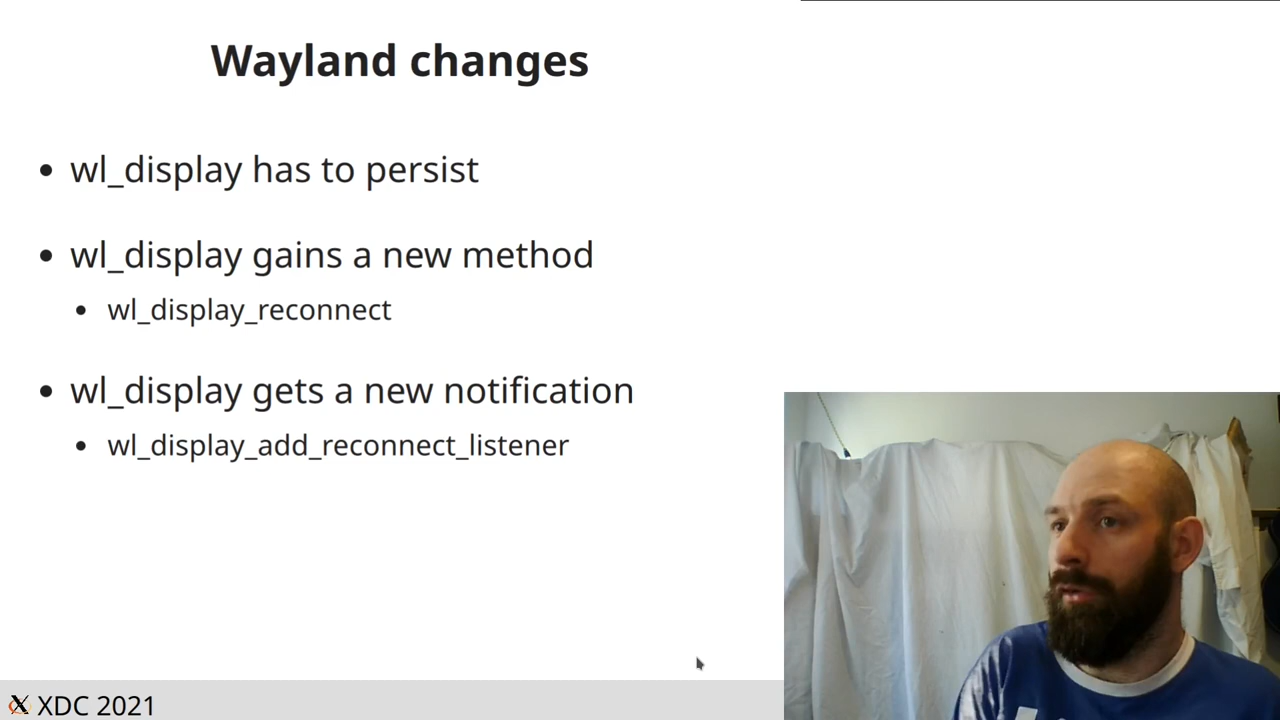 Wayland changes
wl_display has to persist
wl_display gains a new method
wl_display_reconnect
wl_display gets a new notification
wl_display_add_reconnect_listener
XDC 2021